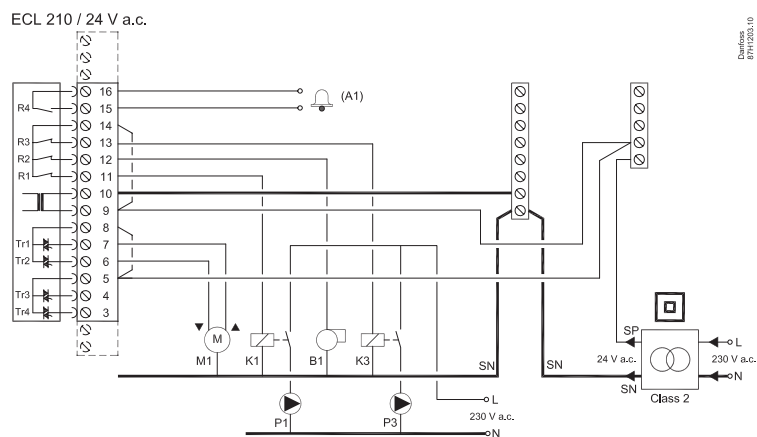 ECL 210 / 24 V a.c.
Danfoss
87H1203.10
16
(A1)
R4
15
14
R3
13
R2
12
R1
11
10
9
8
Tr1
7
Tr2
6
5
Tr3
4
Tr4
3
M
M1
K1
B1
K3
SN
SN
SP
L
24 V a.c.
230 V a.c.
SN
N
Class 2
P1
P3
L
230 V a.c.
N